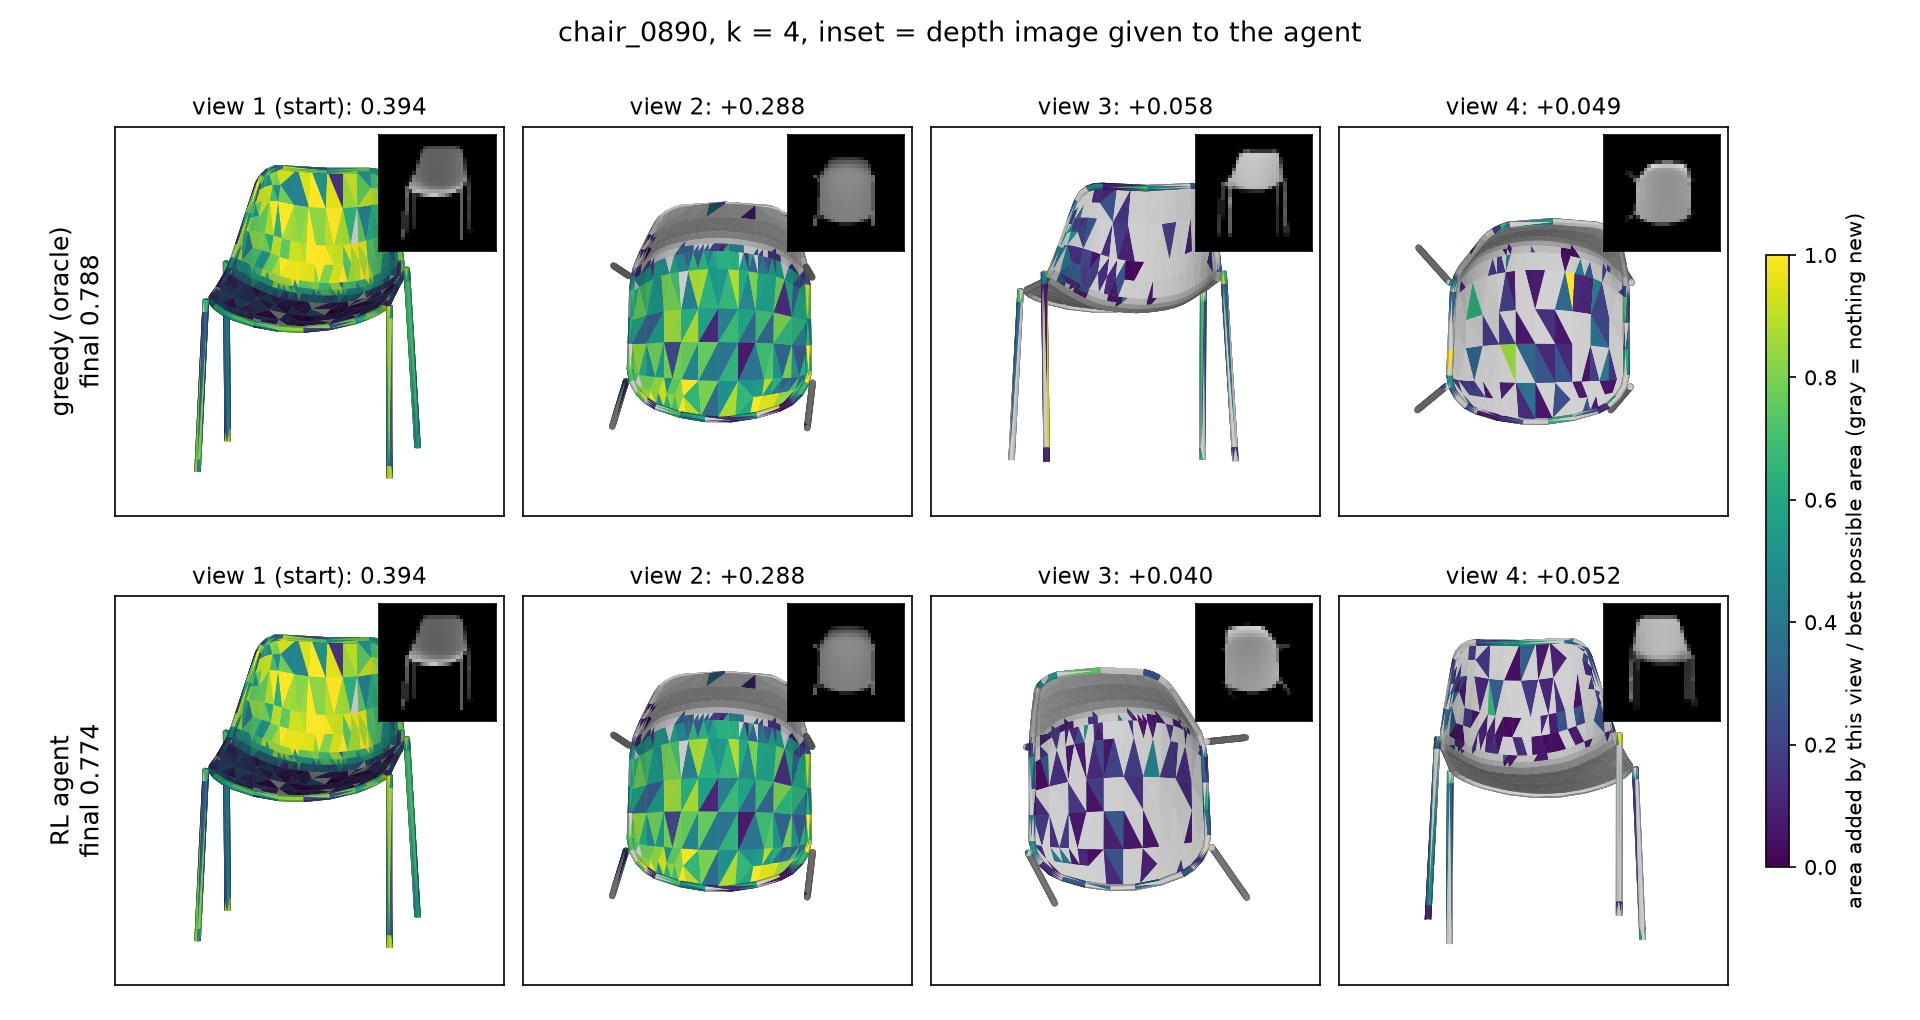 chair_0890, k = 4, inset = depth image given to the agent
view 1 (start): 0.394
view 2: +0.288
view 3: +0.058
view 4: +0.049
greedy (oracle)
final 0.788
view 1 (start): 0.394
view 2: +0.288
view 3: +0.040
view 4: +0.052
RL agent
final 0.774
1.0
0.8
0.6
0.4
0.2
0.0
area added by this view / best possible area (gray = nothing new)